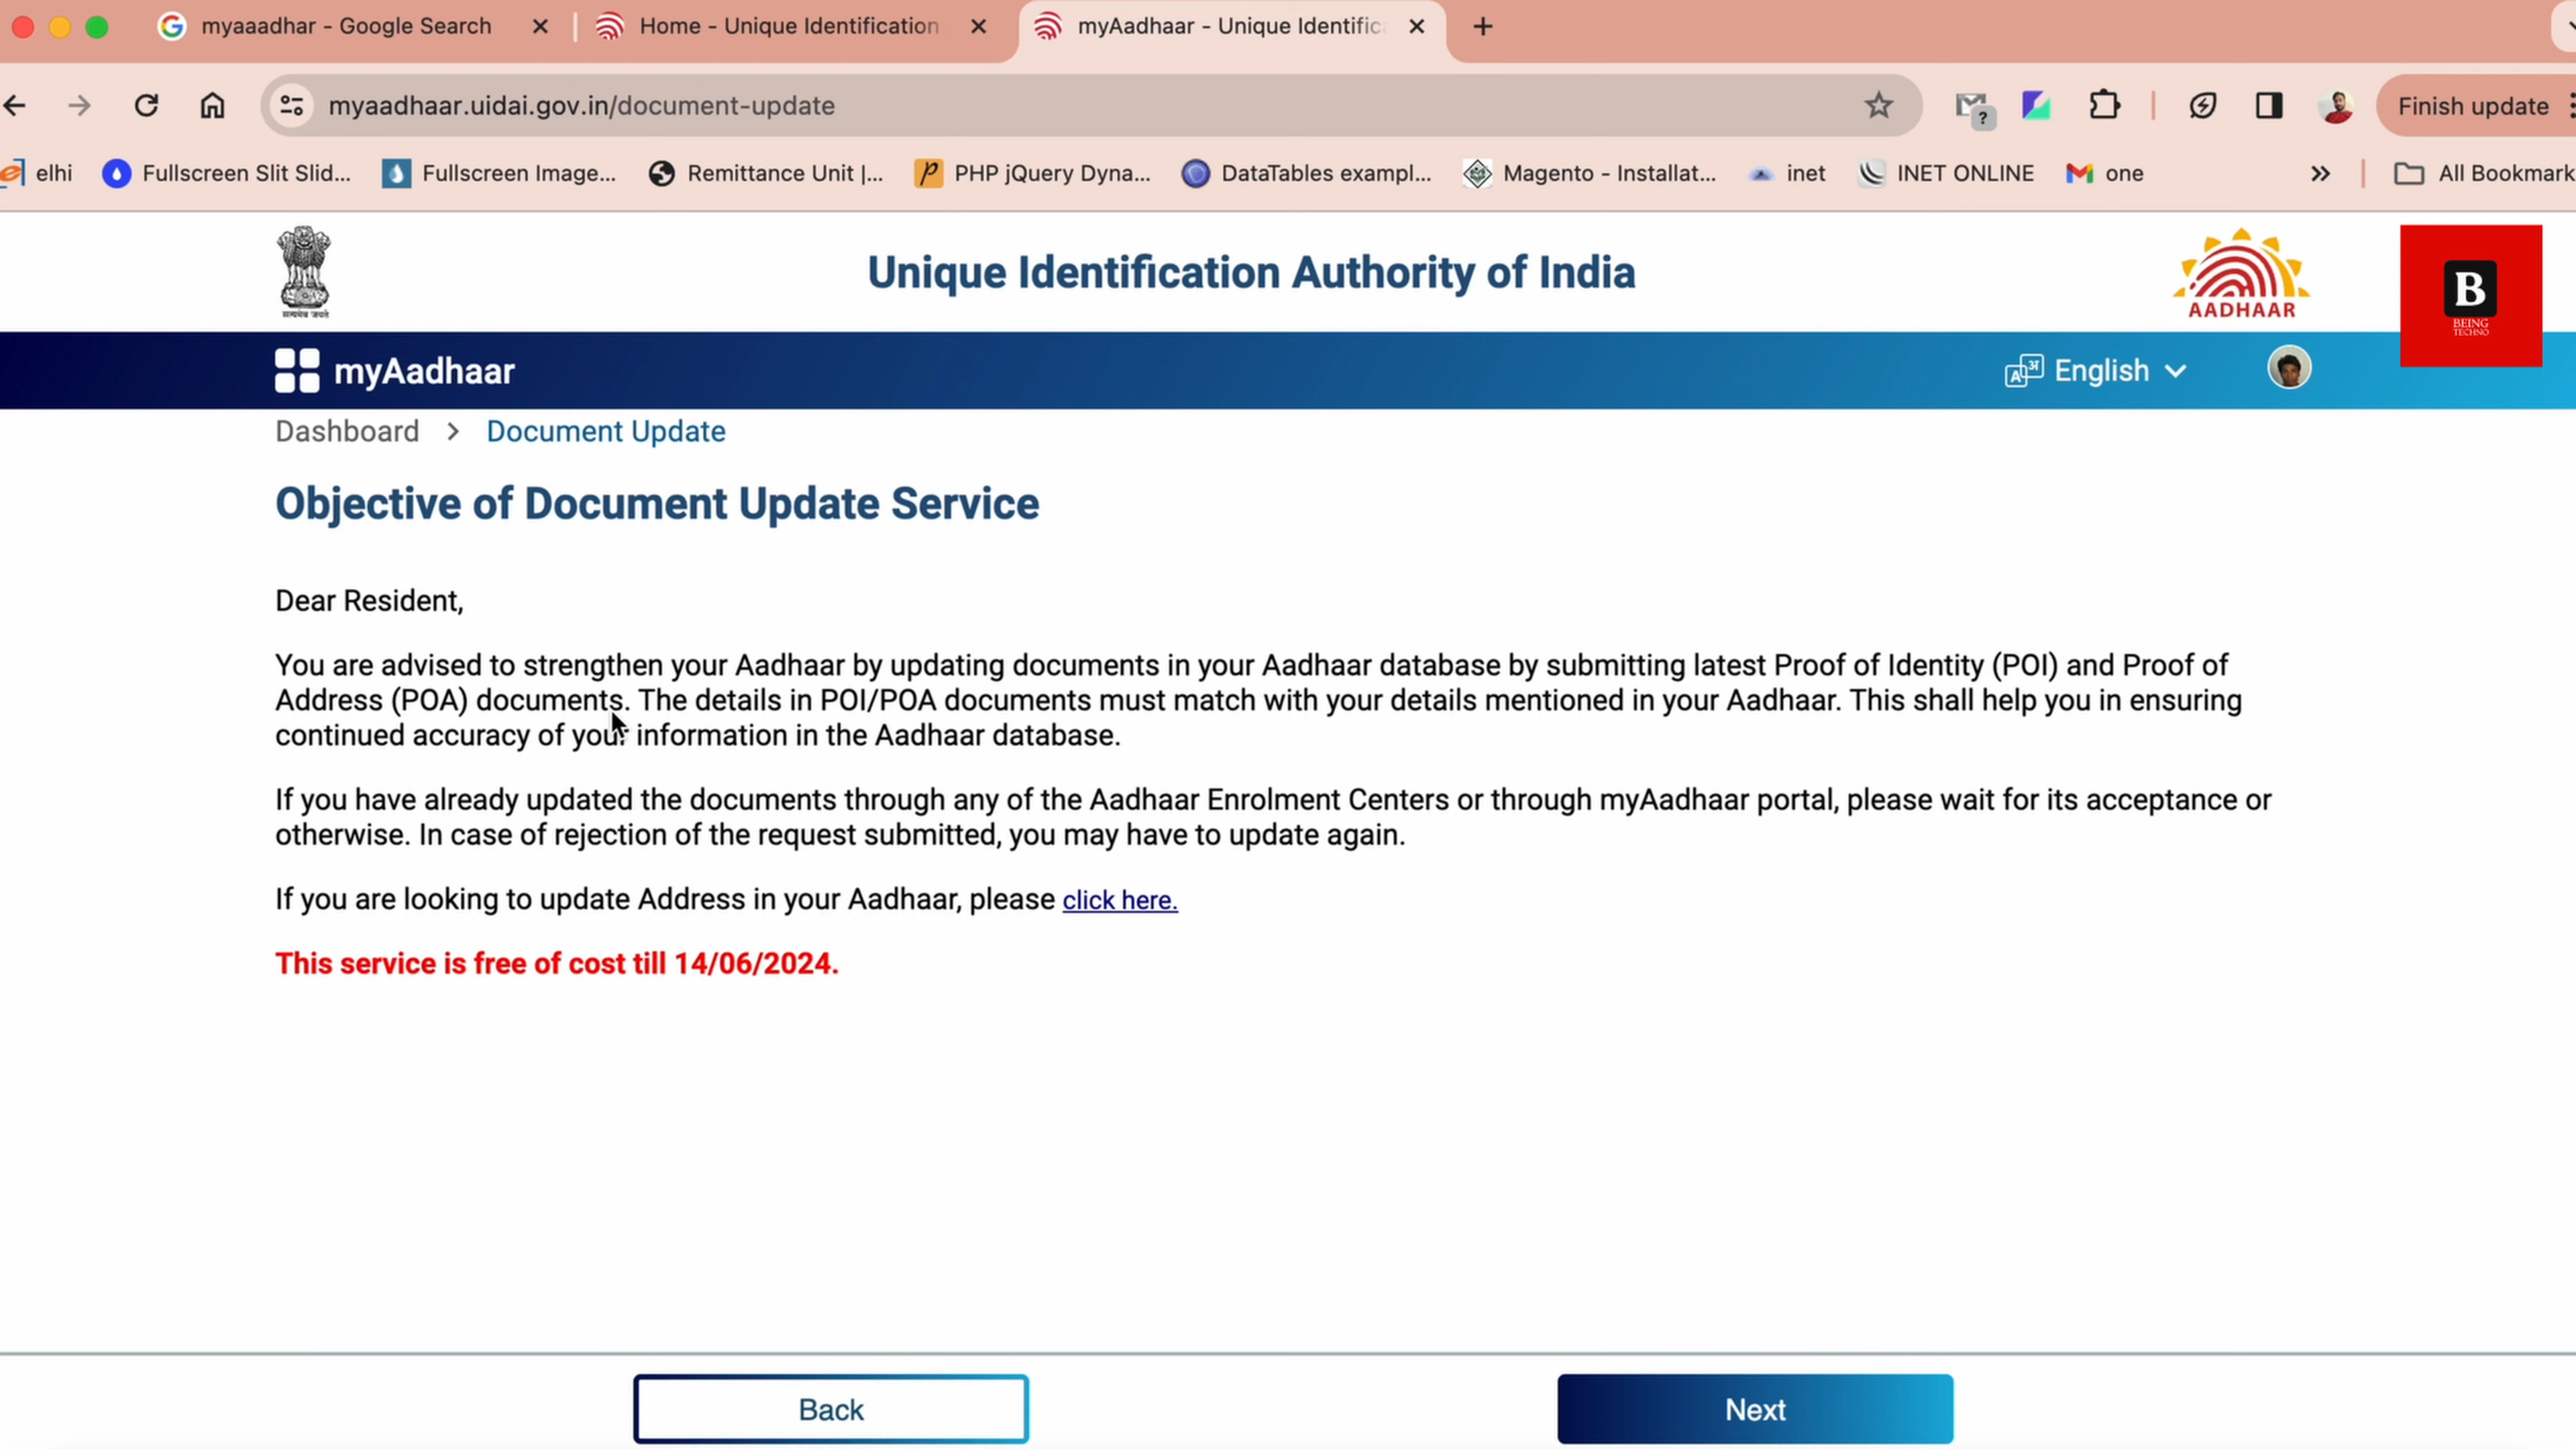 myaaadhar - Google Search
Home - Unique Identification
myAadhaar - Unique Identific
myaadhaar.uidai.gov.in/document-update
?
Finish update
elhi
Fullscreen Slit Slid...
Fullscreen Image...
Remittance Unit |...
PHP jQuery Dyna...
DataTables exampl...
Magento - Installat...
inet
INET ONLINE
one
All Bookmark
सत्यमेव जयते
Unique Identification Authority of India
AADHAAR
B
BEING
TECHNO
myAadhaar
A अ English
Dashboard > Document Update
Objective of Document Update Service
Dear Resident,
You are advised to strengthen your Aadhaar by updating documents in your Aadhaar database by submitting latest Proof of Identity (POI) and Proof of
Address (POA) documents. The details in POI/POA documents must match with your details mentioned in your Aadhaar. This shall help you in ensuring
continued accuracy of your information in the Aadhaar database.
If you have already updated the documents through any of the Aadhaar Enrolment Centers or through myAadhaar portal, please wait for its acceptance or
otherwise. In case of rejection of the request submitted, you may have to update again.
If you are looking to update Address in your Aadhaar, please click here.
This service is free of cost till 14/06/2024.
Back
Next